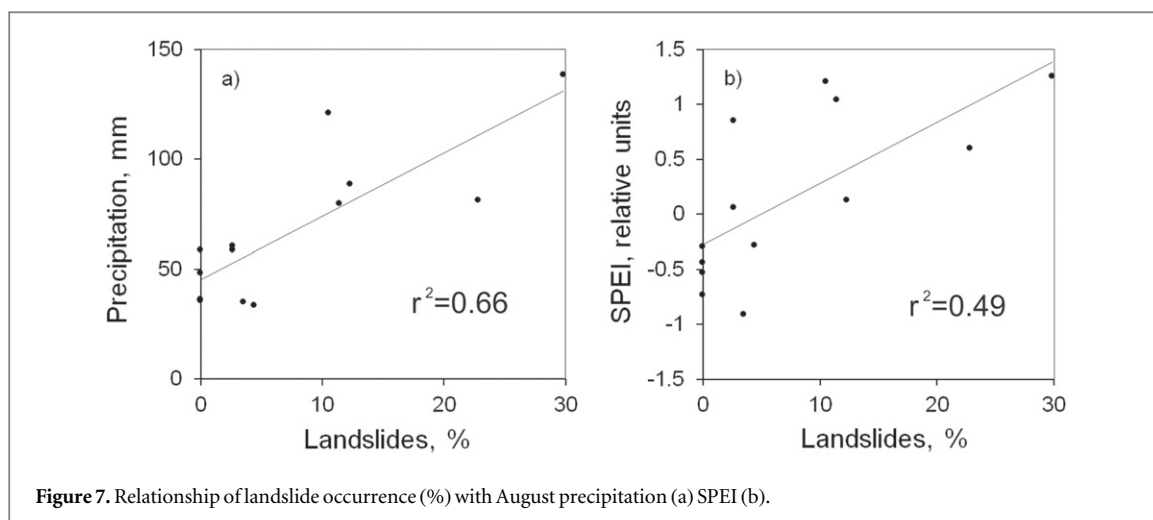 a)
150
100
50
0
Precipitation, mm
r²=0.66
0 10 20 30
Landslides, %
b)
1.5
1
0.5
0
-0.5
-1
-1.5
SPEI, relative units
r²=0.49
0 10 20 30
Landslides, %
Figure 7. Relationship of landslide occurrence (%) with August precipitation (a) SPEI (b).